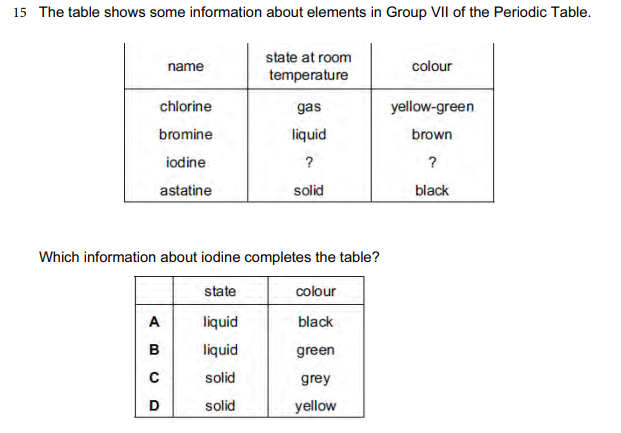 15 The table shows some information about elements in Group VII of the Periodic Table.
name state at room temperature colour
chlorine gas yellow-green
bromine liquid brown
iodine ? ?
astatine solid black
Which information about iodine completes the table?
state colour
A liquid black
B liquid green
C solid grey
D solid yellow